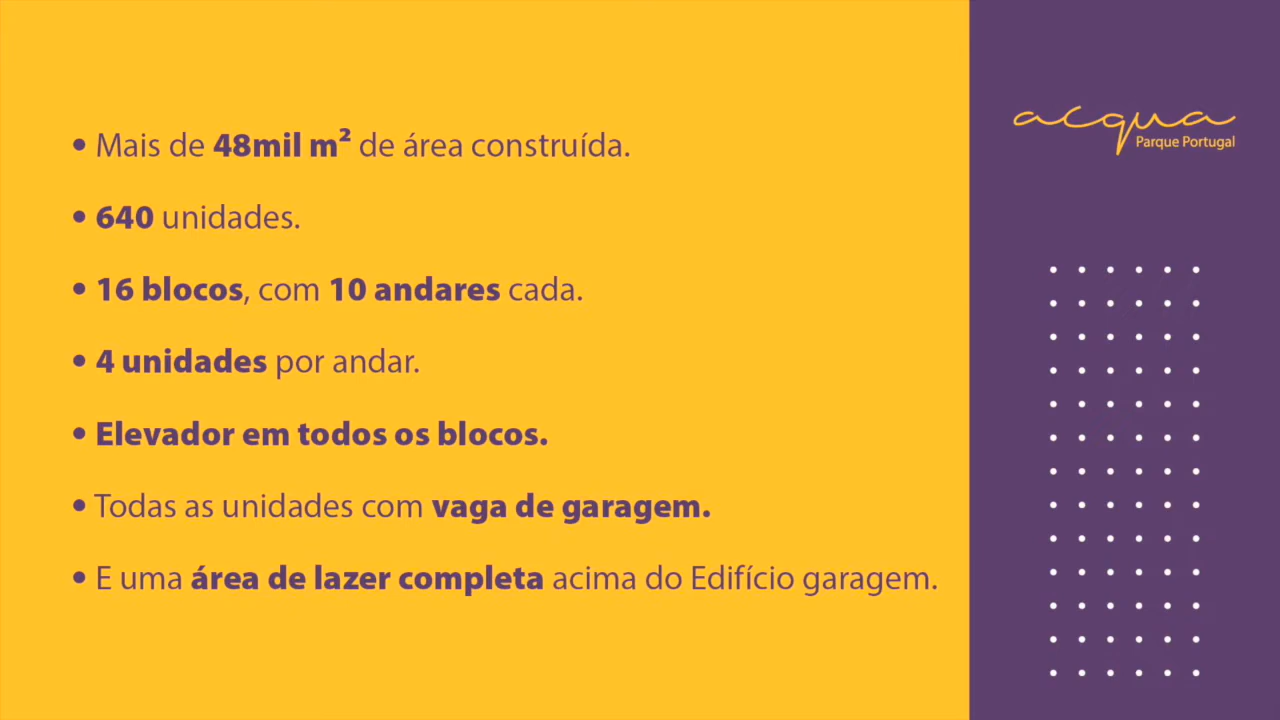 • Mais de 48mil m² de área construída.
• 640 unidades.
• 16 blocos, com 10 andares cada.
• 4 unidades por andar.
• Elevador em todos os blocos.
• Todas as unidades com vaga de garagem.
• E uma área de lazer completa acima do Edifício garagem.
acqua
Parque Portugal